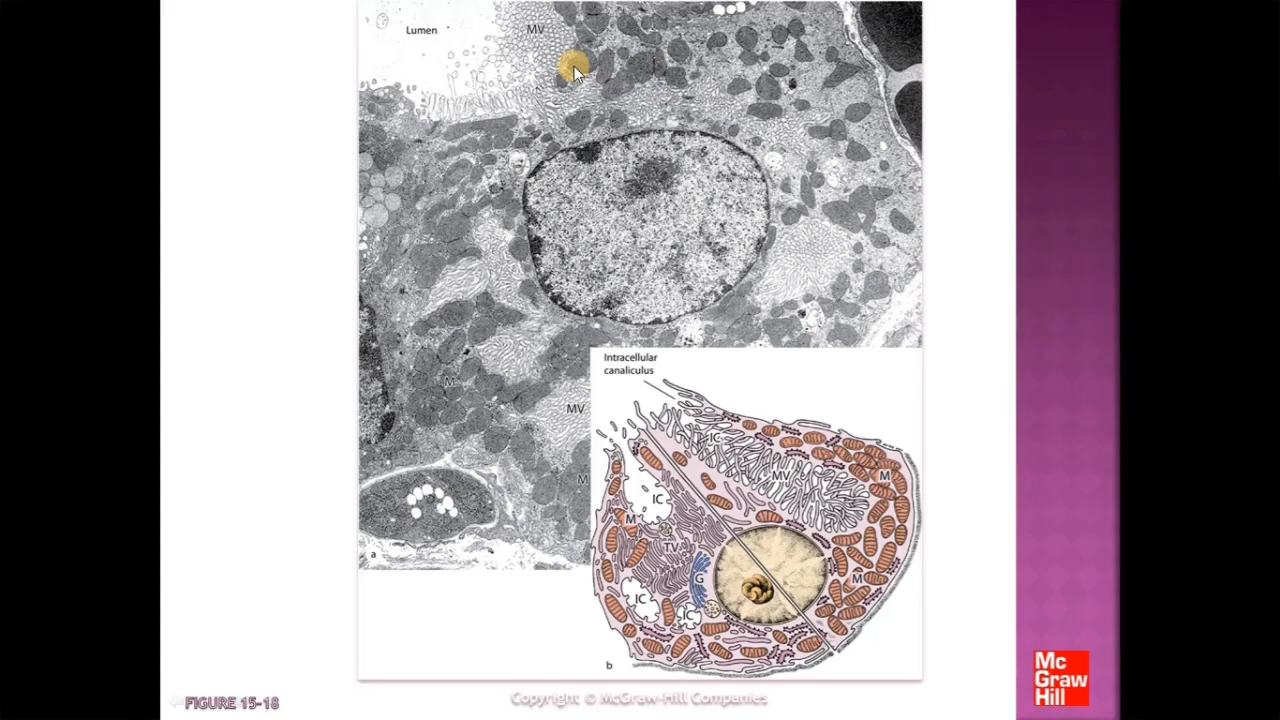 Lumen
MV
M
MV
M
a
Intracellular
canaliculus
IC
MV
M
IC
M
TV
G
M
IC
IC
b
FIGURE 15-18
Copyright © McGraw-Hill Companies
Mc
Graw
Hill